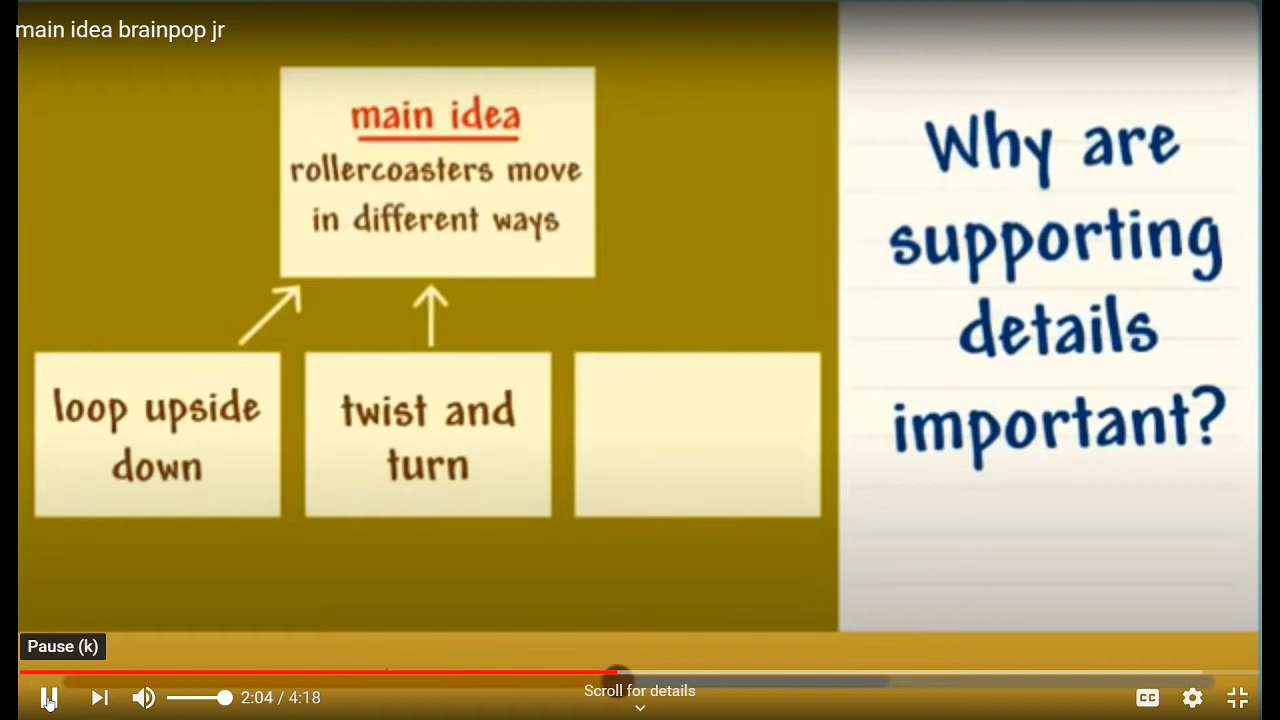 main idea brainpop jr
main idea
rollercoasters move
in different ways
loop upside
down
twist and
turn
Why are
supporting
details
important?
Pause (k)
2:04 / 4:18
Scroll for details
CC